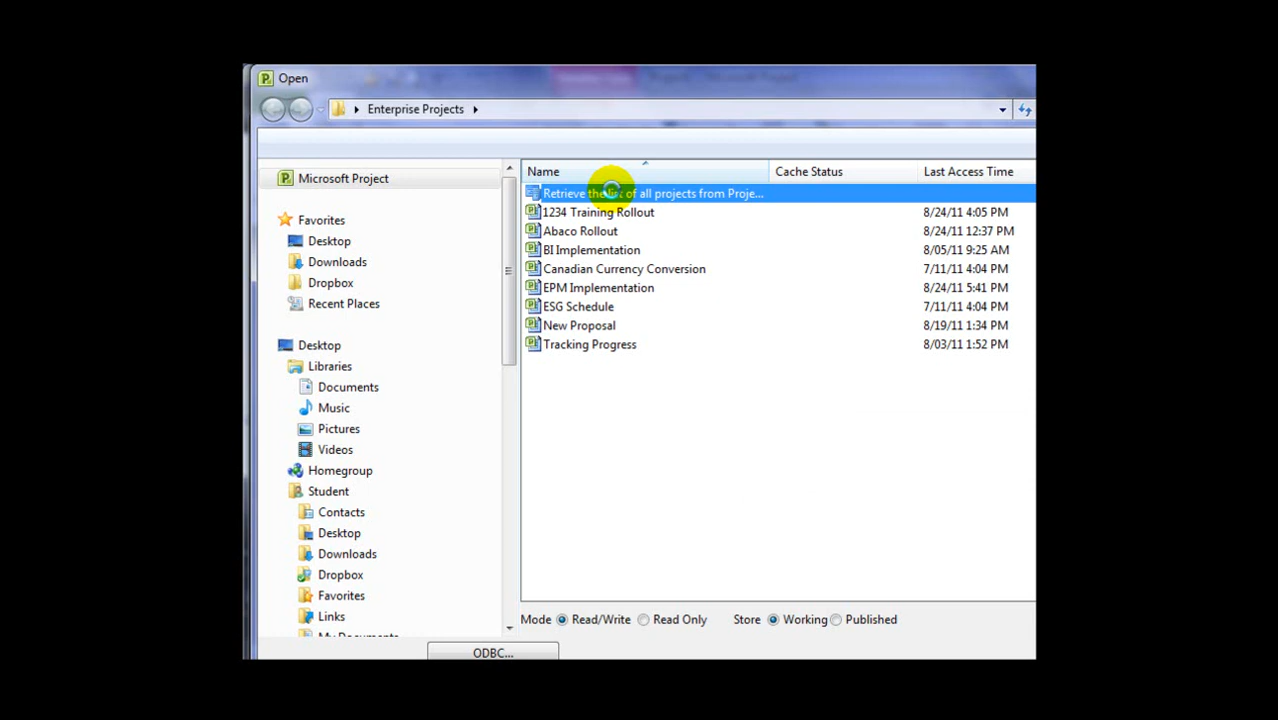 Open
Enterprise Projects
Name Cache Status Last Access Time
Microsoft Project
Favorites
Desktop
Downloads
Dropbox
Recent Places
Desktop
Libraries
Documents
Music
Pictures
Videos
Homegroup
Student
Contacts
Desktop
Downloads
Dropbox
Favorites
Links
My Documents
Retrieve the list of all projects from Proje...
1234 Training Rollout 8/24/11 4:05 PM
Abaco Rollout 8/24/11 12:37 PM
BI Implementation 8/05/11 9:25 AM
Canadian Currency Conversion 7/11/11 4:04 PM
EPM Implementation 8/24/11 5:41 PM
ESG Schedule 7/11/11 4:04 PM
New Proposal 8/19/11 1:34 PM
Tracking Progress 8/03/11 1:52 PM
Mode Read/Write Read Only Store Working Published
ODBC...